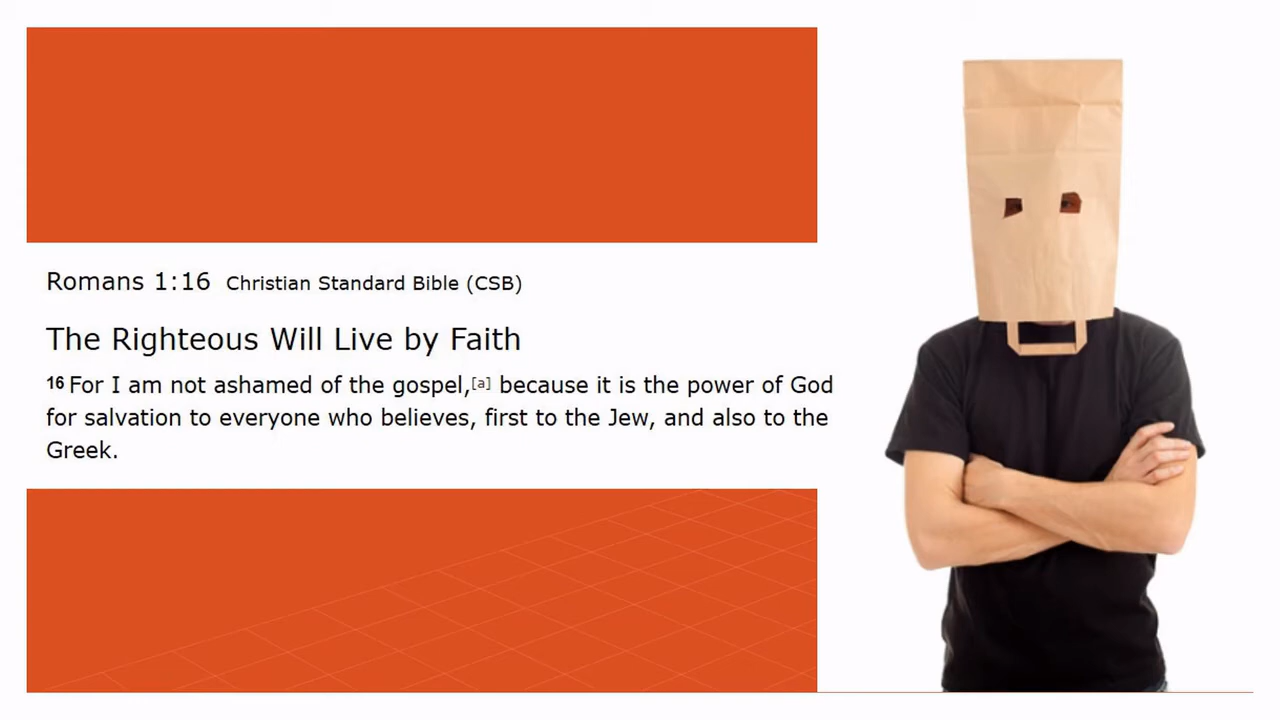 Romans 1:16 Christian Standard Bible (CSB)
The Righteous Will Live by Faith
16 For I am not ashamed of the gospel,[a] because it is the power of God
for salvation to everyone who believes, first to the Jew, and also to the
Greek.